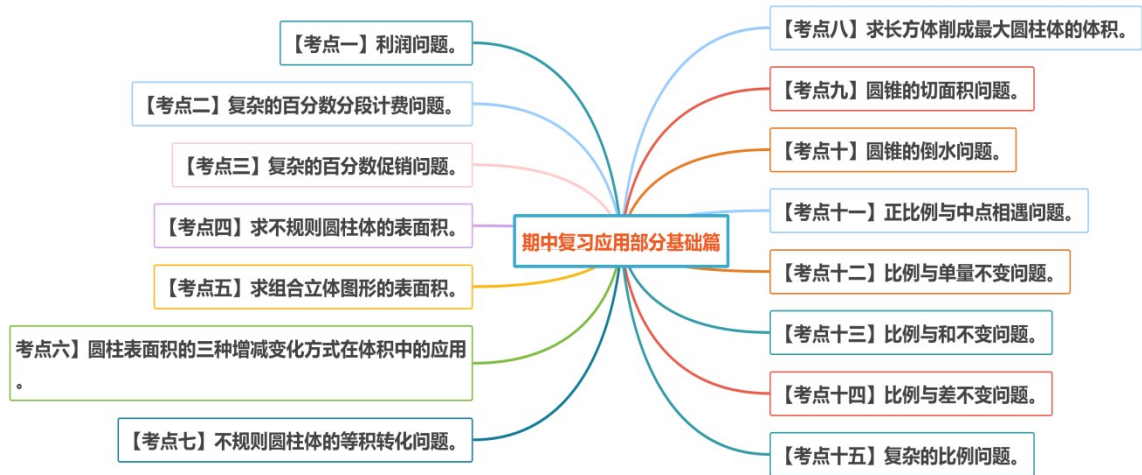 【考点一】利润问题。
【考点二】复杂的百分数分段计费问题。
【考点三】复杂的百分数促销问题。
【考点四】求不规则圆柱体的表面积。
【考点五】求组合立体图形的表面积。
考点六】圆柱表面积的三种增减变化方式在体积中的应用
。
【考点七】不规则圆柱体的等积转化问题。
期中复习应用部分基础篇
【考点八】求长方体削成最大圆柱体的体积。
【考点九】圆锥的切面积问题。
【考点十】圆锥的倒水问题。
【考点十一】正比例与中点相遇问题。
【考点十二】比例与单量不变问题。
【考点十三】比例与和不变问题。
【考点十四】比例与差不变问题。
【考点十五】复杂的比例问题。